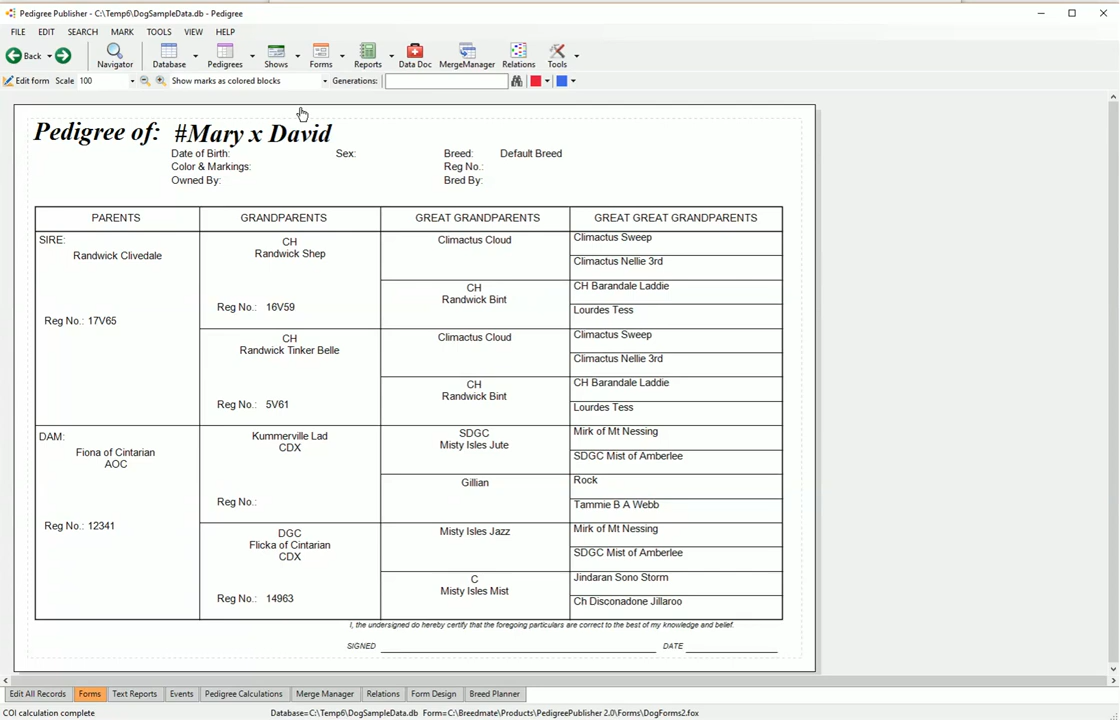 Pedigree Publisher - C:\Temp6\DogSampleData.db - Pedigree
FILE EDIT SEARCH MARK TOOLS VIEW HELP
Back Navigator Database Pedigrees Shows Forms Reports Data Doc MergeManager Relations Tools
Edit form Scale 100 Show marks as colored blocks Generations:
Pedigree of: #Mary x David
Date of Birth: Sex: Breed: Default Breed
Color & Markings: Reg No.:
Owned By: Bred By:
PARENTS GRANDPARENTS GREAT GRANDPARENTS GREAT GREAT GRANDPARENTS
SIRE:
Randwick Clivedale
Reg No.: 17V65
DAM:
Fiona of Cintarian
AOC
Reg No.: 12341
CH
Randwick Shep
Reg No.: 16V59
CH
Randwick Tinker Belle
Reg No.: 5V61
Kummerville Lad
CDX
Reg No.:
DGC
Flicka of Cintarian
CDX
Reg No.: 14963
Climactus Cloud
CH
Randwick Bint
Climactus Cloud
CH
Randwick Bint
SDGC
Misty Isles Jute
Gillian
Misty Isles Jazz
C
Misty Isles Mist
Climactus Sweep
Climactus Nellie 3rd
CH Barandale Laddie
Lourdes Tess
Climactus Sweep
Climactus Nellie 3rd
CH Barandale Laddie
Lourdes Tess
Mirk of Mt Nessing
SDGC Mist of Amberlee
Rock
Tammie B A Webb
Mirk of Mt Nessing
SDGC Mist of Amberlee
Jindaran Sono Storm
Ch Disconadone Jillaroo
I, the undersigned do hereby certify that the foregoing particulars are correct to the best of my knowledge and belief.
SIGNED DATE
Edit All Records Forms Text Reports Events Pedigree Calculations Merge Manager Relations Form Design Breed Planner
COI calculation complete Database=C:\Temp6\DogSampleData.db Form=C:\Breedmate\Products\PedigreePublisher 2.0\Forms\DogForms2.fox